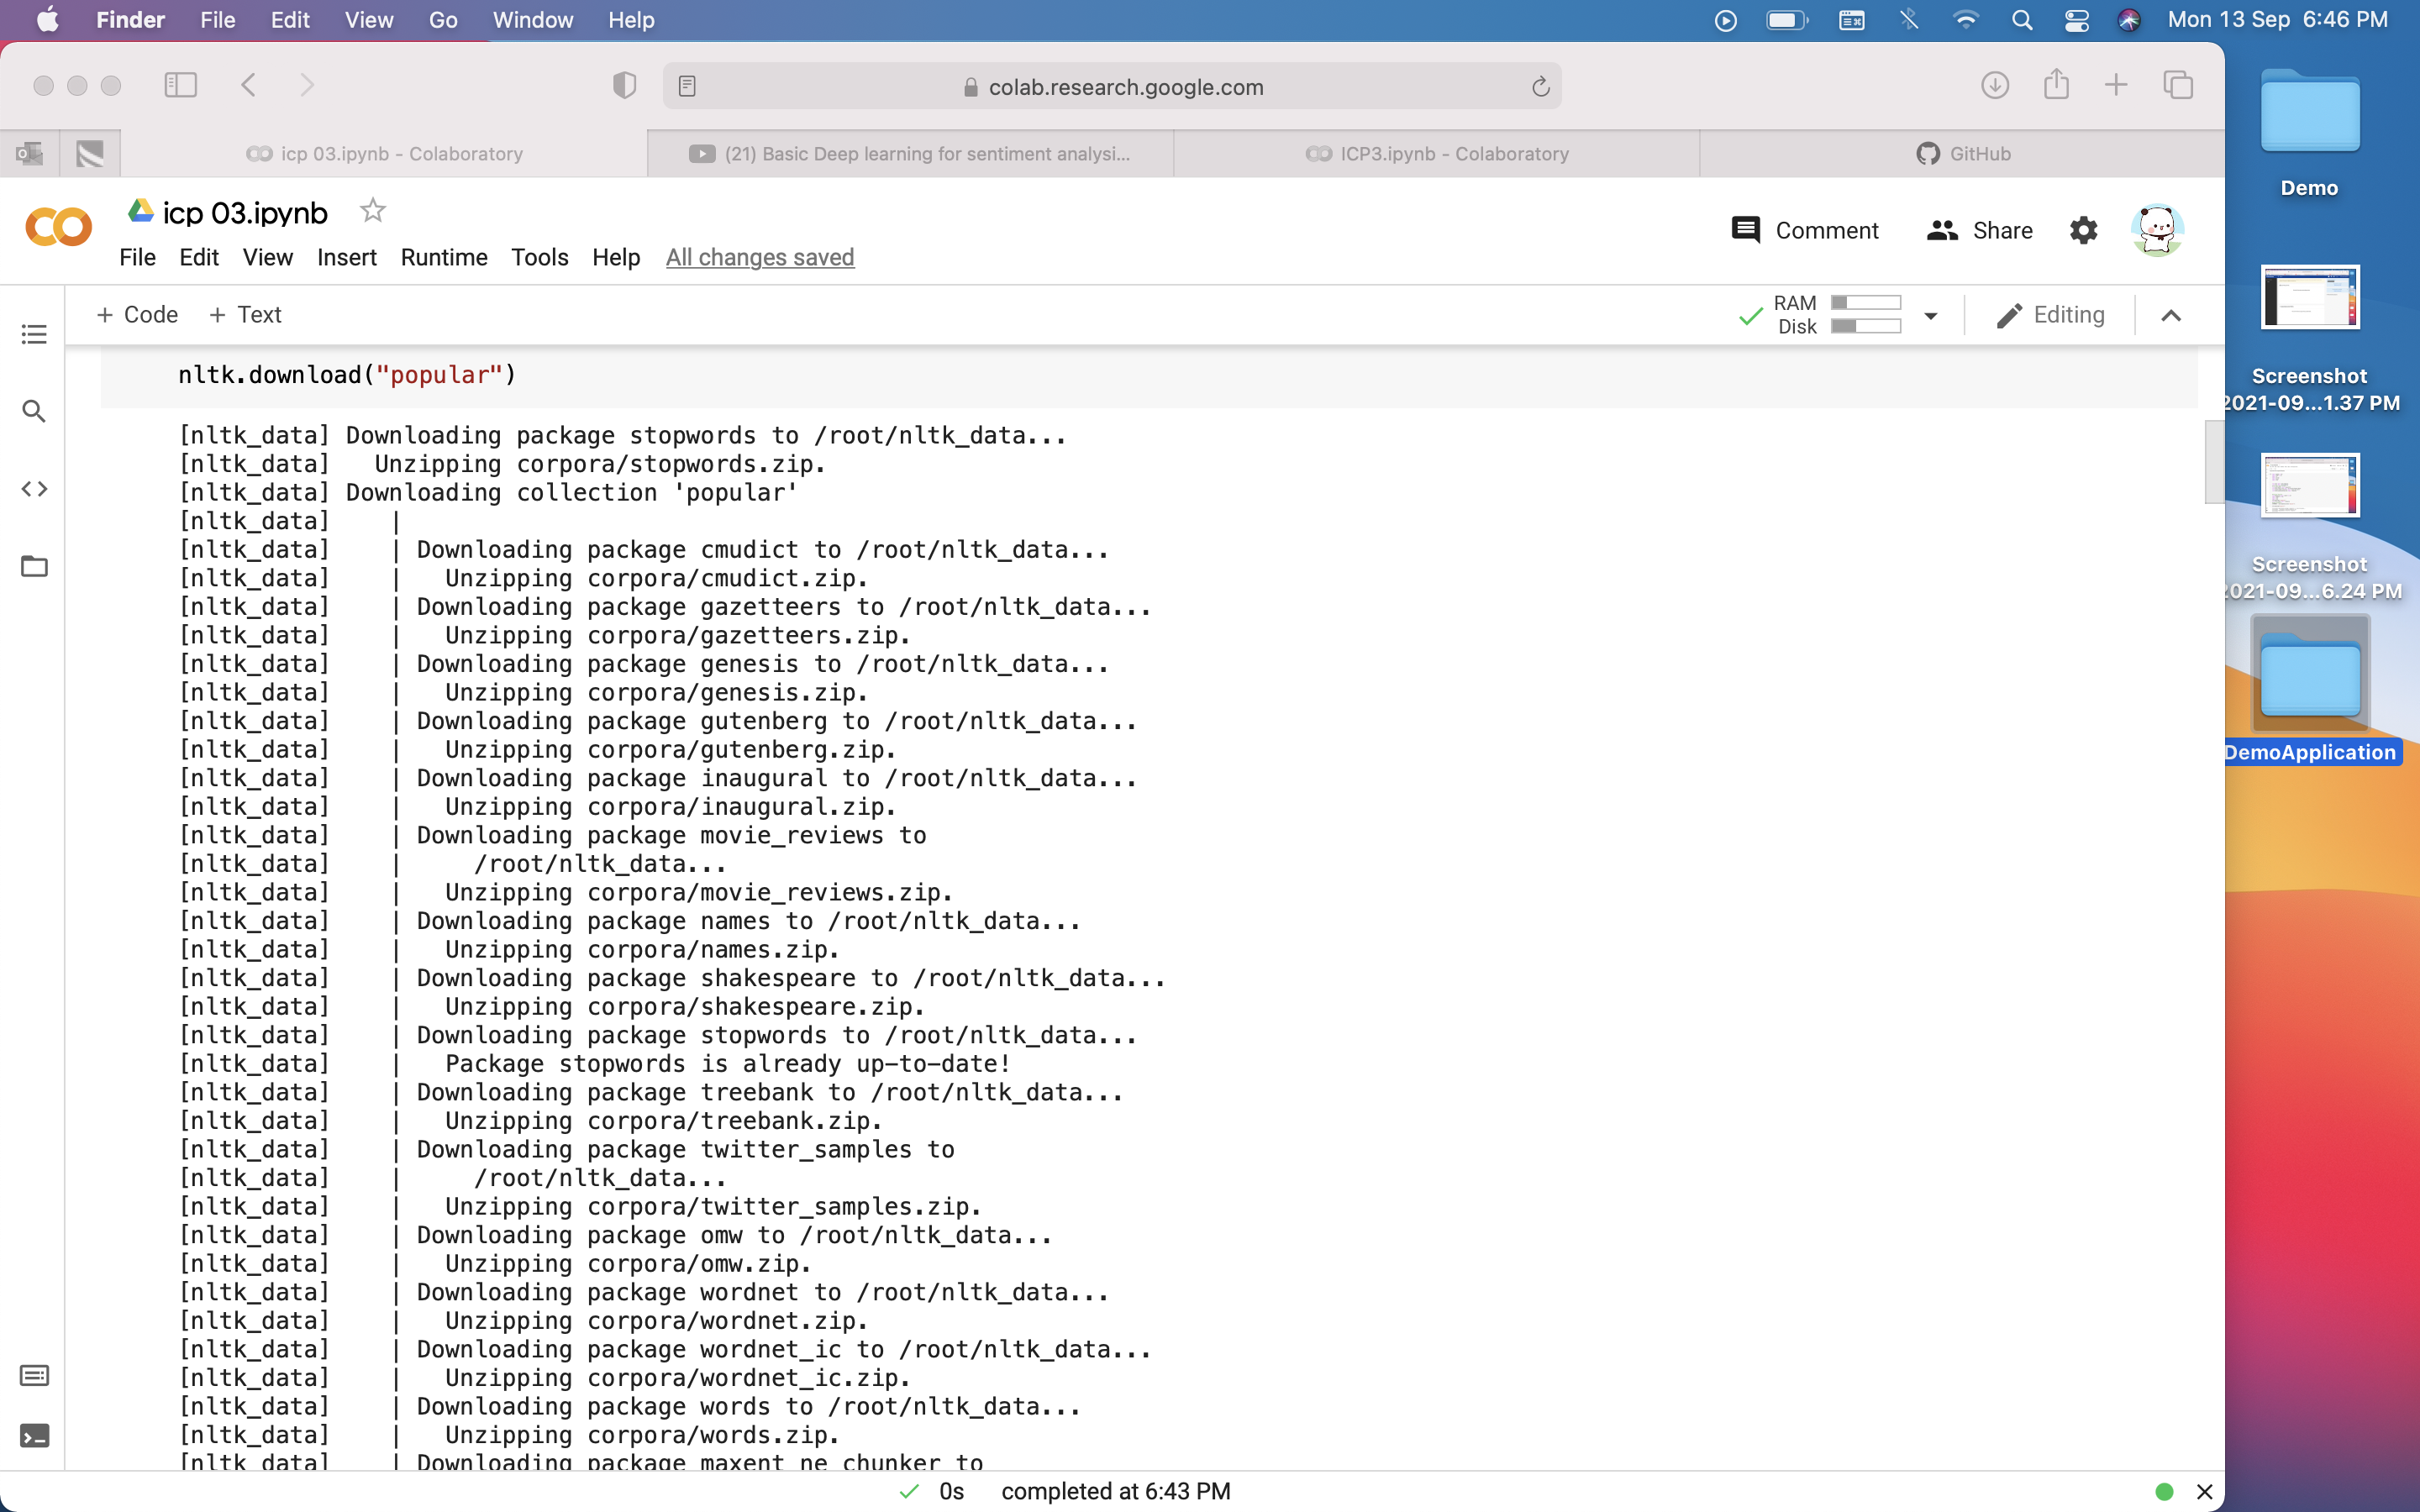 Finder File Edit View Go Window Help Mon 13 Sep 6:46 PM
colab.research.google.com
icp 03.ipynb - Colaboratory (21) Basic Deep learning for sentiment analysi... ICP3.ipynb - Colaboratory GitHub
icp 03.ipynb
Comment Share
File Edit View Insert Runtime Tools Help All changes saved
+ Code + Text
RAM
Disk
Editing
nltk.download("popular")
[nltk_data] Downloading package stopwords to /root/nltk_data...
[nltk_data]   Unzipping corpora/stopwords.zip.
[nltk_data] Downloading collection 'popular'
[nltk_data]    |
[nltk_data]    | Downloading package cmudict to /root/nltk_data...
[nltk_data]    |   Unzipping corpora/cmudict.zip.
[nltk_data]    | Downloading package gazetteers to /root/nltk_data...
[nltk_data]    |   Unzipping corpora/gazetteers.zip.
[nltk_data]    | Downloading package genesis to /root/nltk_data...
[nltk_data]    |   Unzipping corpora/genesis.zip.
[nltk_data]    | Downloading package gutenberg to /root/nltk_data...
[nltk_data]    |   Unzipping corpora/gutenberg.zip.
[nltk_data]    | Downloading package inaugural to /root/nltk_data...
[nltk_data]    |   Unzipping corpora/inaugural.zip.
[nltk_data]    | Downloading package movie_reviews to
[nltk_data]    |     /root/nltk_data...
[nltk_data]    |   Unzipping corpora/movie_reviews.zip.
[nltk_data]    | Downloading package names to /root/nltk_data...
[nltk_data]    |   Unzipping corpora/names.zip.
[nltk_data]    | Downloading package shakespeare to /root/nltk_data...
[nltk_data]    |   Unzipping corpora/shakespeare.zip.
[nltk_data]    | Downloading package stopwords to /root/nltk_data...
[nltk_data]    |   Package stopwords is already up-to-date!
[nltk_data]    | Downloading package treebank to /root/nltk_data...
[nltk_data]    |   Unzipping corpora/treebank.zip.
[nltk_data]    | Downloading package twitter_samples to
[nltk_data]    |     /root/nltk_data...
[nltk_data]    |   Unzipping corpora/twitter_samples.zip.
[nltk_data]    | Downloading package omw to /root/nltk_data...
[nltk_data]    |   Unzipping corpora/omw.zip.
[nltk_data]    | Downloading package wordnet to /root/nltk_data...
[nltk_data]    |   Unzipping corpora/wordnet.zip.
[nltk_data]    | Downloading package wordnet_ic to /root/nltk_data...
[nltk_data]    |   Unzipping corpora/wordnet_ic.zip.
[nltk_data]    | Downloading package words to /root/nltk_data...
[nltk_data]    |   Unzipping corpora/words.zip.
[nltk_data]    | Downloading package maxent_ne_chunker to
0s completed at 6:43 PM
Demo
Screenshot
2021-09...1.37 PM
Screenshot
2021-09...6.24 PM
DemoApplication